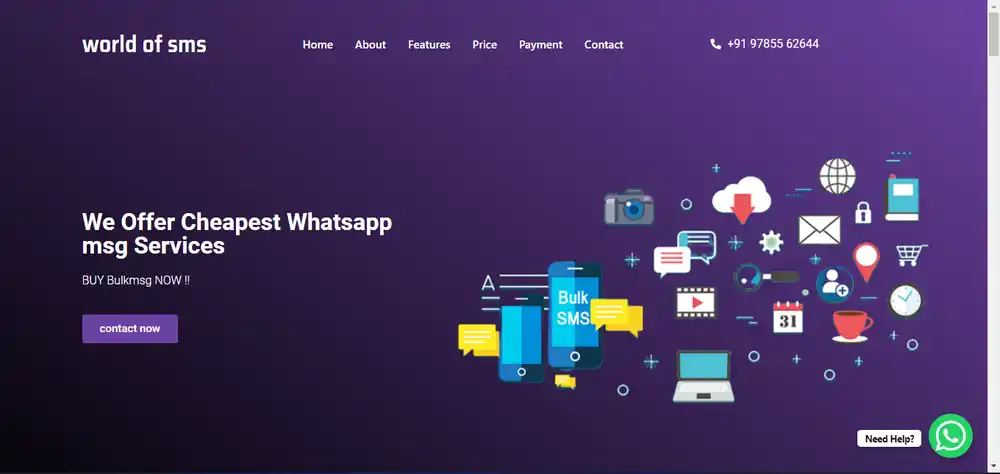 world of sms
Home About Features Price Payment Contact
+91 97855 62644
We Offer Cheapest Whatsapp
msg Services
BUY Bulkmsg NOW !!
contact now
A
Bulk
SMS
31
Need Help?